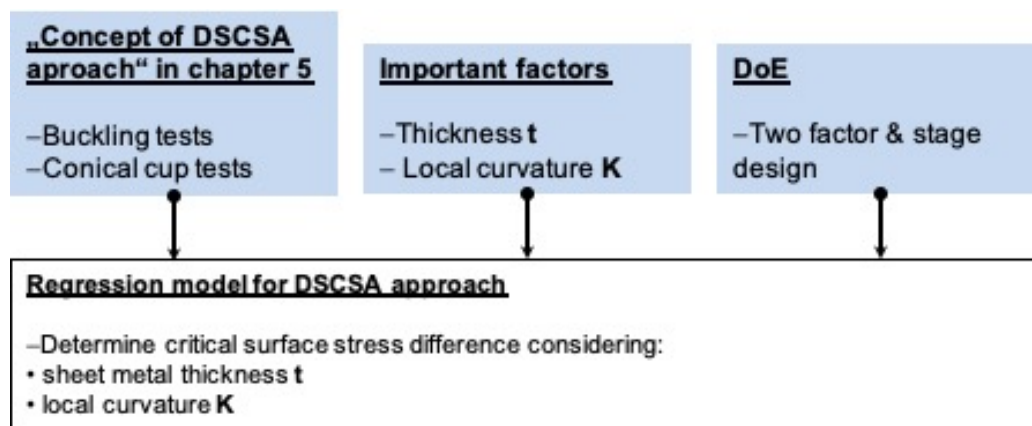 „Concept of DSCSA
aproach“ in chapter 5
–Buckling tests
–Conical cup tests
Important factors
–Thickness t
– Local curvature K
DoE
–Two factor & stage
design
Regression model for DSCSA approach
–Determine critical surface stress difference considering:
• sheet metal thickness t
• local curvature K